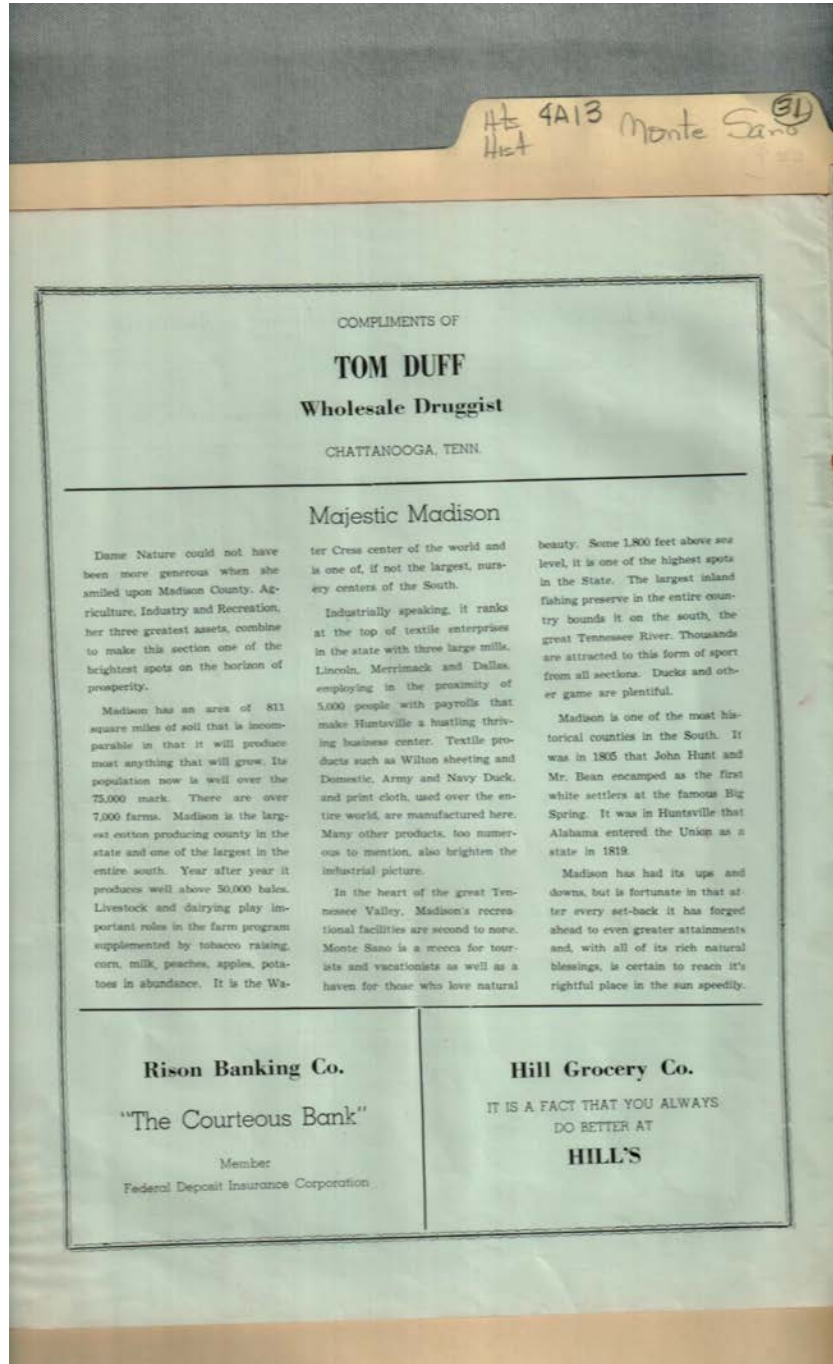 Hts 4A13 Monte Sano 31
Hist
COMPLIMENTS OF
TOM DUFF
Wholesale Druggist
CHATTANOOGA, TENN.
Majestic Madison
Dame Nature could not have
been more generous when she
smiled upon Madison County. Ag-
riculture, Industry and Recreation,
her three greatest assets, combine
to make this section one of the
brightest spots on the horizon of
prosperity.
Madison has an area of 811
square miles of soil that is incom-
parable in that it will produce
most anything that will grow. Its
population now is well over the
75,000 mark. There are over
7,000 farms. Madison is the larg-
est cotton producing county in the
state and one of the largest in the
entire south. Year after year it
produces well above 50,000 bales.
Livestock and dairying play im-
portant roles in the farm program
supplemented by tobacco raising,
corn, milk, peaches, apples, pota-
toes in abundance. It is the Wa-
ter Cress center of the world and
is one of, if not the largest, nurs-
ery centers of the South.
Industrially speaking, it ranks
at the top of textile enterprises
in the state with three large mills,
Lincoln, Merrimack and Dallas,
employing in the proximity of
5,000 people with payrolls that
make Huntsville a hustling thriv-
ing business center. Textile pro-
ducts such as Wilton sheeting and
Domestic, Army and Navy Duck,
and print cloth, used over the en-
tire world, are manufactured here.
Many other products, too numer-
ous to mention, also brighten the
industrial picture.
In the heart of the great Ten-
nessee Valley, Madison's recrea-
tional facilities are second to none.
Monte Sano is a mecca for tour-
ists and vacationists as well as a
haven for those who love natural
beauty. Some 1,800 feet above sea
level, it is one of the highest spots
in the State. The largest inland
fishing preserve in the entire coun-
try bounds it on the south, the
great Tennessee River. Thousands
are attracted to this form of sport
from all sections. Ducks and oth-
er game are plentiful.
Madison is one of the most his-
torical counties in the South. It
was in 1805 that John Hunt and
Mr. Bean encamped as the first
white settlers at the famous Big
Spring. It was in Huntsville that
Alabama entered the Union as a
state in 1819.
Madison has had its ups and
downs, but is fortunate in that af-
ter every set-back it has forged
ahead to even greater attainments
and, with all of its rich natural
blessings, is certain to reach it's
rightful place in the sun speedily.
Rison Banking Co.
"The Courteous Bank"
Member
Federal Deposit Insurance Corporation
Hill Grocery Co.
IT IS A FACT THAT YOU ALWAYS
DO BETTER AT
HILL'S